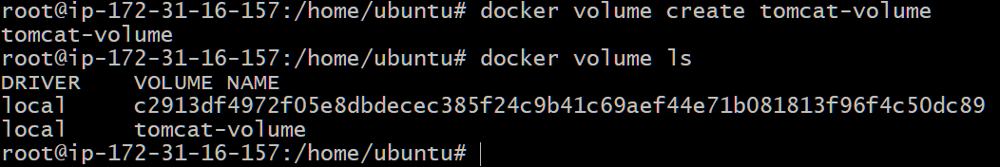 root@ip-172-31-16-157:/home/ubuntu# docker volume create tomcat-volume
tomcat-volume
root@ip-172-31-16-157:/home/ubuntu# docker volume ls
DRIVER    VOLUME NAME
local     c2913df4972f05e8dbdecec385f24c9b41c69aef44e71b081813f96f4c50dc89
local     tomcat-volume
root@ip-172-31-16-157:/home/ubuntu#